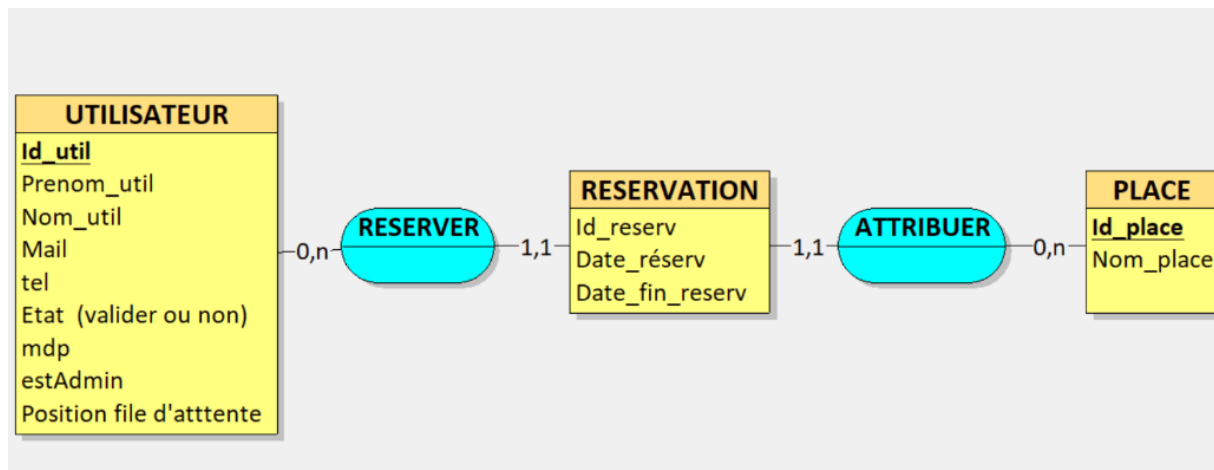 UTILISATEUR
Id_util
Prenom_util
Nom_util
Mail
tel
Etat (valider ou non)
mdp
estAdmin
Position file d'atttente
0,n
RESERVER
1,1
RESERVATION
Id_reserv
Date_réserv
Date_fin_reserv
1,1
ATTRIBUER
0,n
PLACE
Id_place
Nom_place